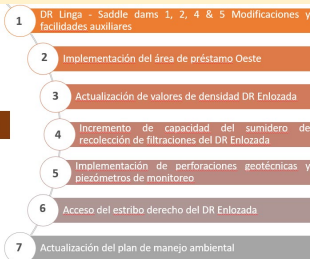 1
DR Linga - Saddle dams 1, 2, 4 & 5 Modificaciones y
facilidades auxiliares
2
Implementación del área de préstamo Oeste
3
Actualización de valores de densidad DR Enlozada
4
Incremento de capacidad del sumidero de
recolección de filtraciones del DR Enlozada
5
Implementación de perforaciones geotécnicas y
piezómetros de monitoreo
6
Acceso del estribo derecho del DR Enlozada
7
Actualización del plan de manejo ambiental